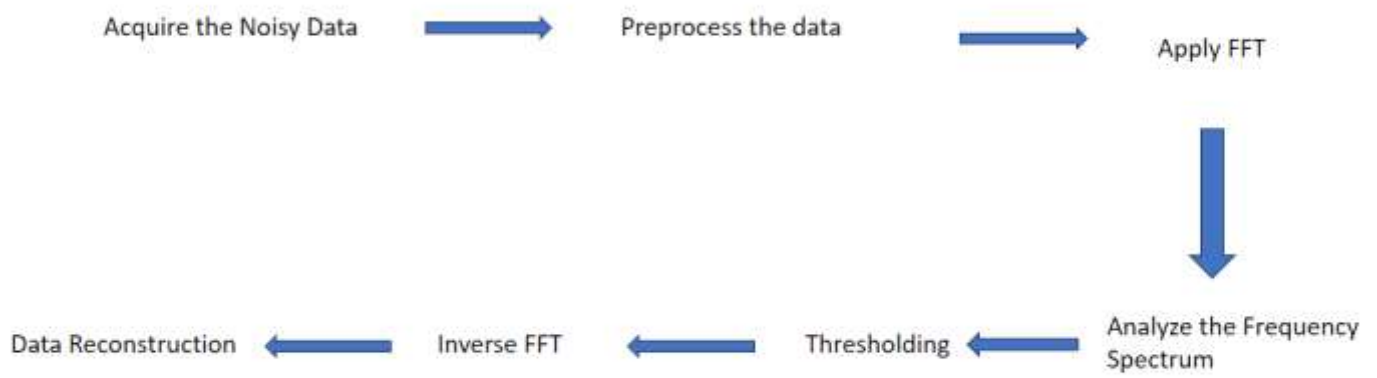 Acquire the Noisy Data
Preprocess the data
Apply FFT
Analyze the Frequency
Spectrum
Thresholding
Inverse FFT
Data Reconstruction